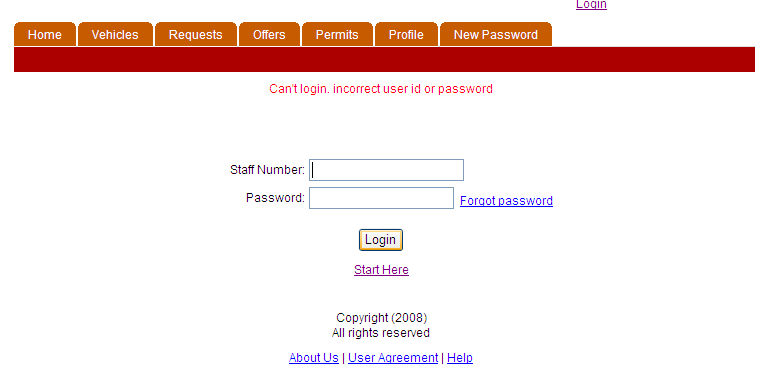 Login
Home Vehicles Requests Offers Permits Profile New Password
Can't login, incorrect user id or password
Staff Number:
Password: Forgot password
Login
Start Here
Copyright (2008)
All rights reserved
About Us | User Agreement | Help